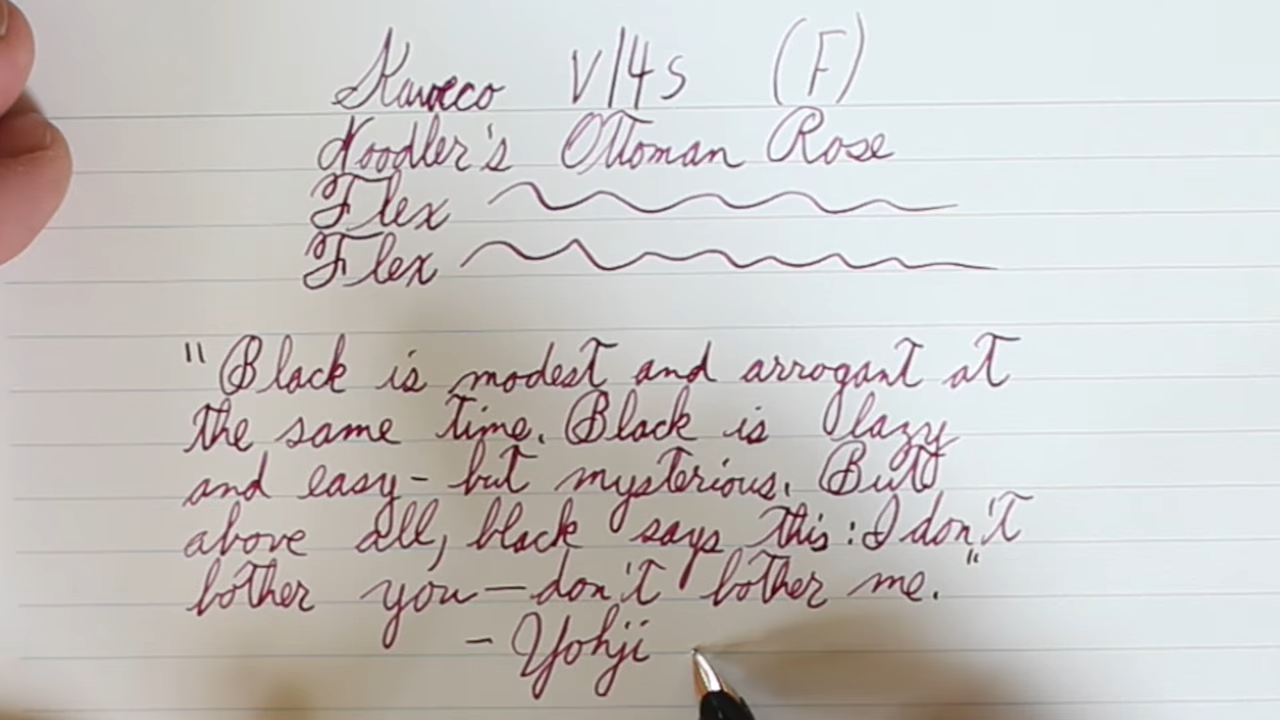 Kaweco V/4s (F)
Noodler's Ottoman Rose
Flex
Flex
"Black is modest and arrogant at
the same time. Black is lazy
and easy - but mysterious. But
above all, black says this: I don't
bother you — don't bother me."
- Yohji